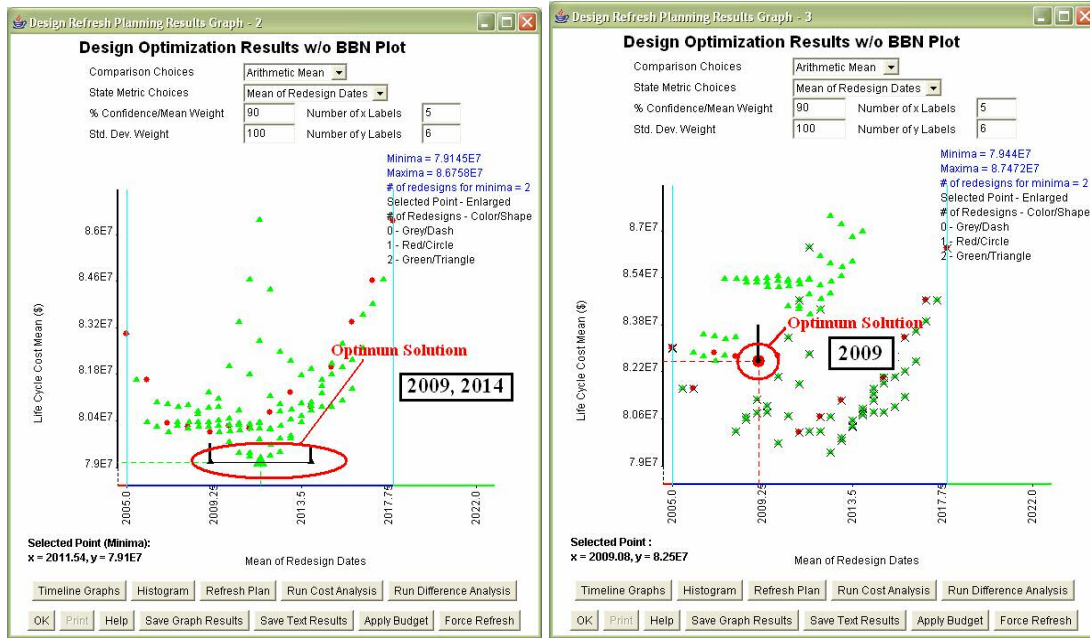 Design Refresh Planning Results Graph - 2
Design Optimization Results w/o BBN Plot
Comparison Choices Arithmetic Mean
State Metric Choices Mean of Redesign Dates
% Confidence/Mean Weight 90 Number of x Labels 5
Std. Dev. Weight 100 Number of y Labels 6
Minima = 7.9145E7
Maxima = 8.6758E7
# of redesigns for minima = 2
Selected Point - Enlarged
# of Redesigns - Color/Shape
0 - Grey/Dash
1 - Red/Circle
2 - Green/Triangle
8.6E7
8.46E7
8.32E7
8.18E7
8.04E7
7.9E7
Life Cycle Cost Mean ($)
Optimum Solution
2009, 2014
2005.0
2009.25
2013.5
2017.75
2022.0
Selected Point (Minima):
x = 2011.54, y = 7.91E7
Mean of Redesign Dates
Timeline Graphs Histogram Refresh Plan Run Cost Analysis Run Difference Analysis
OK Print Help Save Graph Results Save Text Results Apply Budget Force Refresh
Design Refresh Planning Results Graph - 3
Design Optimization Results w/o BBN Plot
Comparison Choices Arithmetic Mean
State Metric Choices Mean of Redesign Dates
% Confidence/Mean Weight 90 Number of x Labels 5
Std. Dev. Weight 100 Number of y Labels 6
Minima = 7.944E7
Maxima = 8.7472E7
# of redesigns for minima = 2
Selected Point - Enlarged
# of Redesigns - Color/Shape
0 - Grey/Dash
1 - Red/Circle
2 - Green/Triangle
8.7E7
8.54E7
8.38E7
8.22E7
8.06E7
7.9E7
Life Cycle Cost Mean ($)
Optimum Solution
2009
2005.0
2009.25
2013.5
2017.75
2022.0
Selected Point :
x = 2009.08, y = 8.25E7
Mean of Redesign Dates
Timeline Graphs Histogram Refresh Plan Run Cost Analysis Run Difference Analysis
OK Print Help Save Graph Results Save Text Results Apply Budget Force Refresh